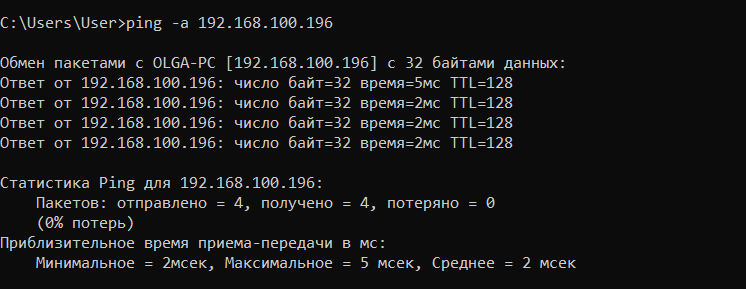 C:\Users\User>ping -a 192.168.100.196
Обмен пакетами с OLGA-PC [192.168.100.196] с 32 байтами данных:
Ответ от 192.168.100.196: число байт=32 время=5мс TTL=128
Ответ от 192.168.100.196: число байт=32 время=2мс TTL=128
Ответ от 192.168.100.196: число байт=32 время=2мс TTL=128
Ответ от 192.168.100.196: число байт=32 время=2мс TTL=128
Статистика Ping для 192.168.100.196:
Пакетов: отправлено = 4, получено = 4, потеряно = 0
(0% потерь)
Приблизительное время приема-передачи в мс:
Минимальное = 2мсек, Максимальное = 5 мсек, Среднее = 2 мсек